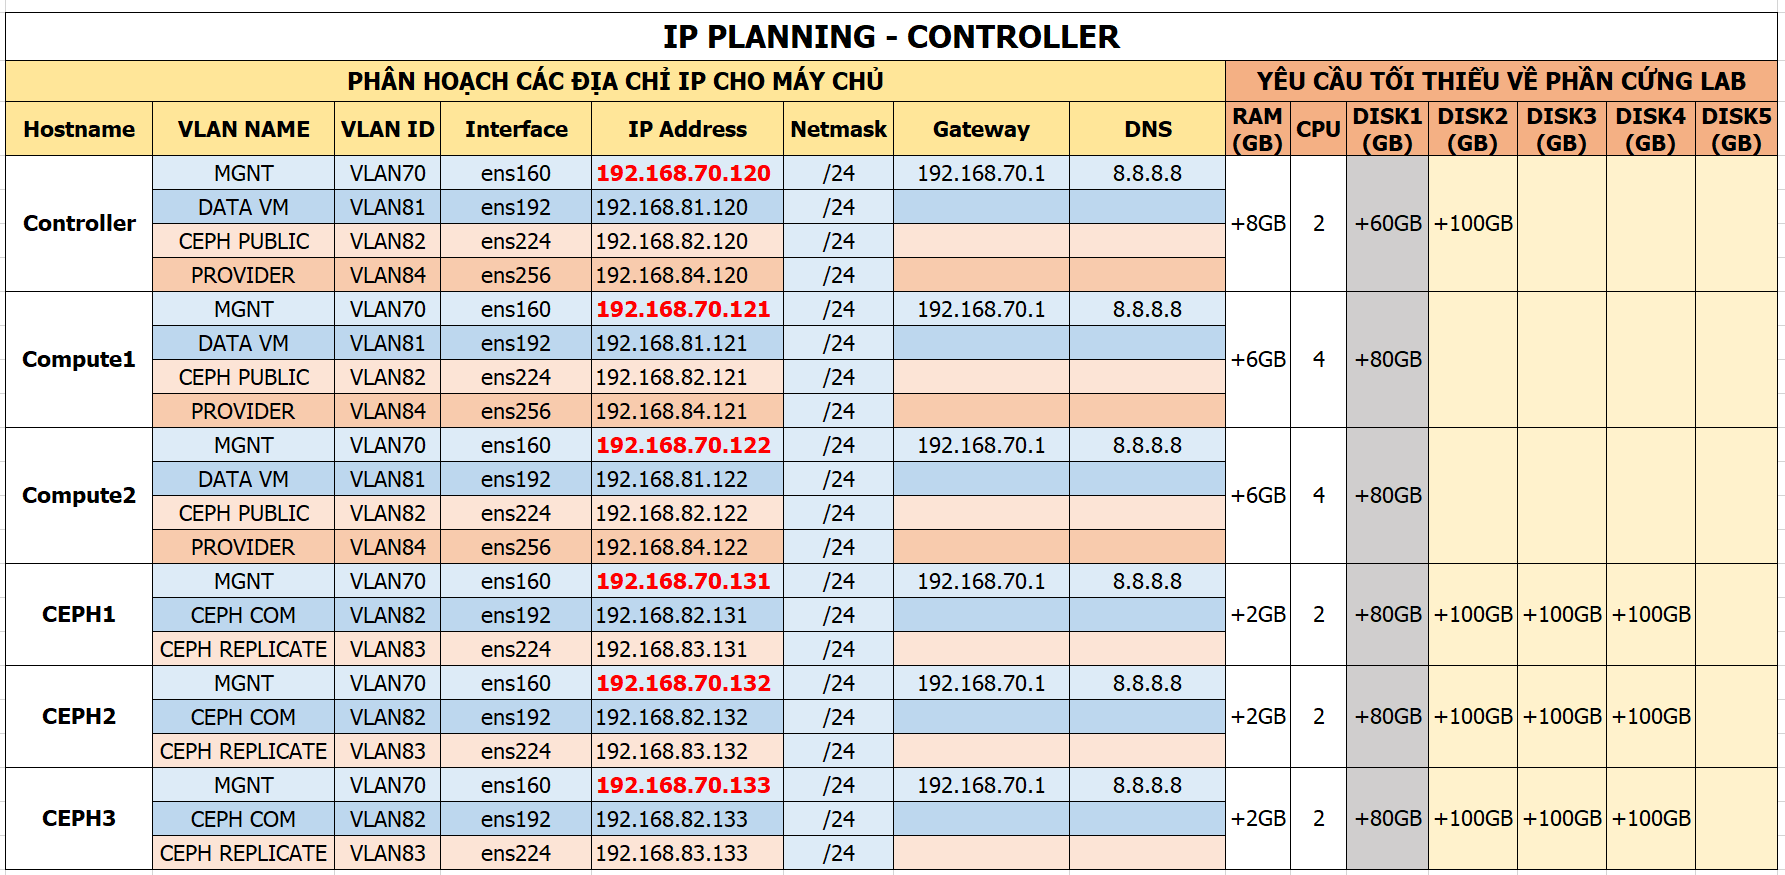 IP PLANNING - CONTROLLER
PHÂN HOẠCH CÁC ĐỊA CHỈ IP CHO MÁY CHỦ YÊU CẦU TỐI THIỂU VỀ PHẦN CỨNG LAB
Hostname VLAN NAME VLAN ID Interface IP Address Netmask Gateway DNS RAM (GB) CPU DISK1 (GB) DISK2 (GB) DISK3 (GB) DISK4 (GB) DISK5 (GB)
Controller MGNT VLAN70 ens160 192.168.70.120 /24 192.168.70.1 8.8.8.8 +8GB 2 +60GB +100GB
DATA VM VLAN81 ens192 192.168.81.120 /24
CEPH PUBLIC VLAN82 ens224 192.168.82.120 /24
PROVIDER VLAN84 ens256 192.168.84.120 /24
Compute1 MGNT VLAN70 ens160 192.168.70.121 /24 192.168.70.1 8.8.8.8 +6GB 4 +80GB
DATA VM VLAN81 ens192 192.168.81.121 /24
CEPH PUBLIC VLAN82 ens224 192.168.82.121 /24
PROVIDER VLAN84 ens256 192.168.84.121 /24
Compute2 MGNT VLAN70 ens160 192.168.70.122 /24 192.168.70.1 8.8.8.8 +6GB 4 +80GB
DATA VM VLAN81 ens192 192.168.81.122 /24
CEPH PUBLIC VLAN82 ens224 192.168.82.122 /24
PROVIDER VLAN84 ens256 192.168.84.122 /24
CEPH1 MGNT VLAN70 ens160 192.168.70.131 /24 192.168.70.1 8.8.8.8 +2GB 2 +80GB +100GB +100GB +100GB
CEPH COM VLAN82 ens192 192.168.82.131 /24
CEPH REPLICATE VLAN83 ens224 192.168.83.131 /24
CEPH2 MGNT VLAN70 ens160 192.168.70.132 /24 192.168.70.1 8.8.8.8 +2GB 2 +80GB +100GB +100GB +100GB
CEPH COM VLAN82 ens192 192.168.82.132 /24
CEPH REPLICATE VLAN83 ens224 192.168.83.132 /24
CEPH3 MGNT VLAN70 ens160 192.168.70.133 /24 192.168.70.1 8.8.8.8 +2GB 2 +80GB +100GB +100GB +100GB
CEPH COM VLAN82 ens192 192.168.82.133 /24
CEPH REPLICATE VLAN83 ens224 192.168.83.133 /24